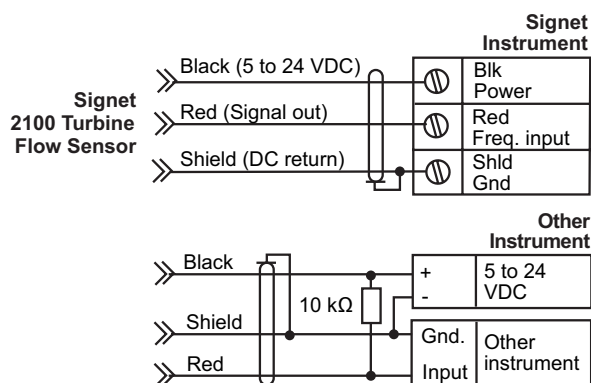 Signet
Instrument
Black (5 to 24 VDC)
Blk
Power
Signet
2100 Turbine
Flow Sensor
Red (Signal out)
Red
Freq. input
Shield (DC return)
Shld
Gnd
Other
Instrument
Black
+
5 to 24
VDC
-
10 kΩ
Shield
Gnd.
Other
instrument
Red
Input